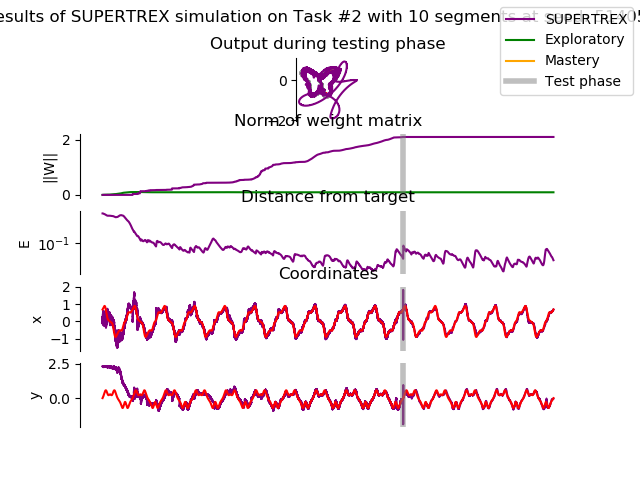 esults of SUPERTREX simulation on Task #2 with 10 segments
SUPERTREX
Exploratory
Mastery
Test phase
Output during testing phase
0
−2
Norm of weight matrix
2
0
||W||
Distance from target
10⁻¹
E
Coordinates
2
1
0
−1
x
2.5
0.0
y